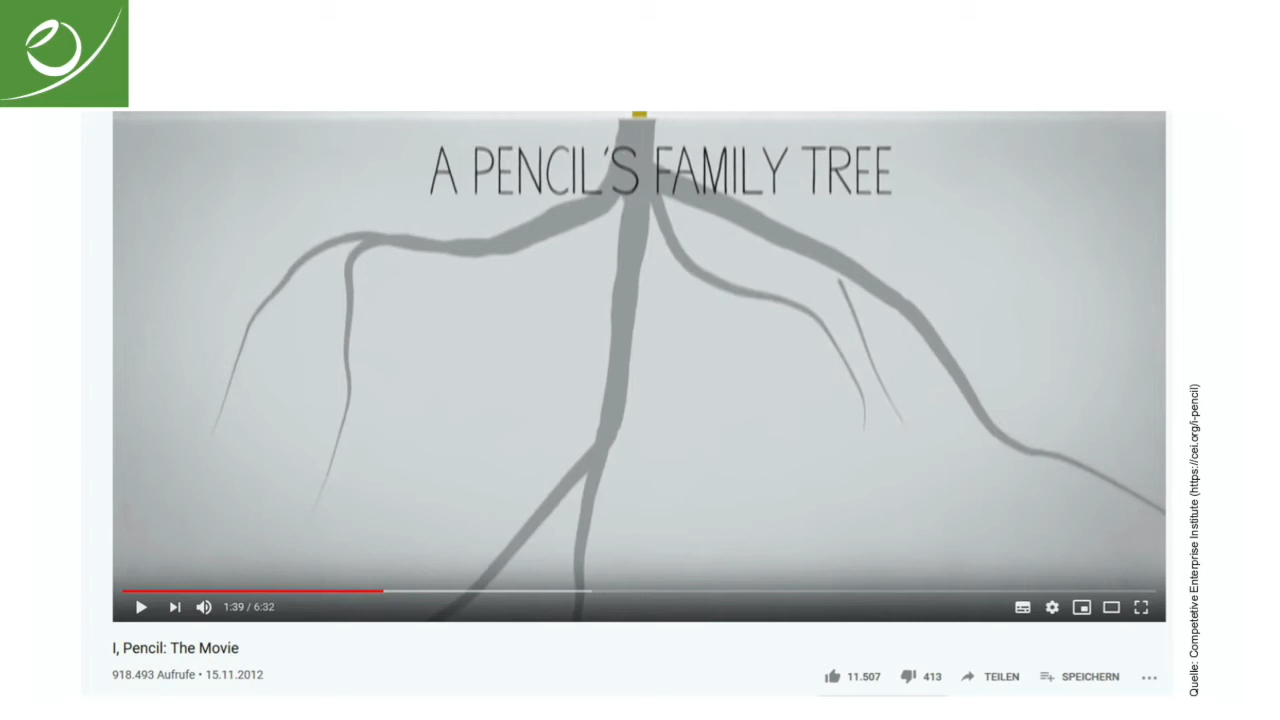 A PENCIL'S FAMILY TREE
1:39 / 6:32
I, Pencil: The Movie
918.493 Aufrufe • 15.11.2012
11.507 413 TEILEN SPEICHERN
Quelle: Competetive Enterprise Institute (https://cei.org/i-pencil)